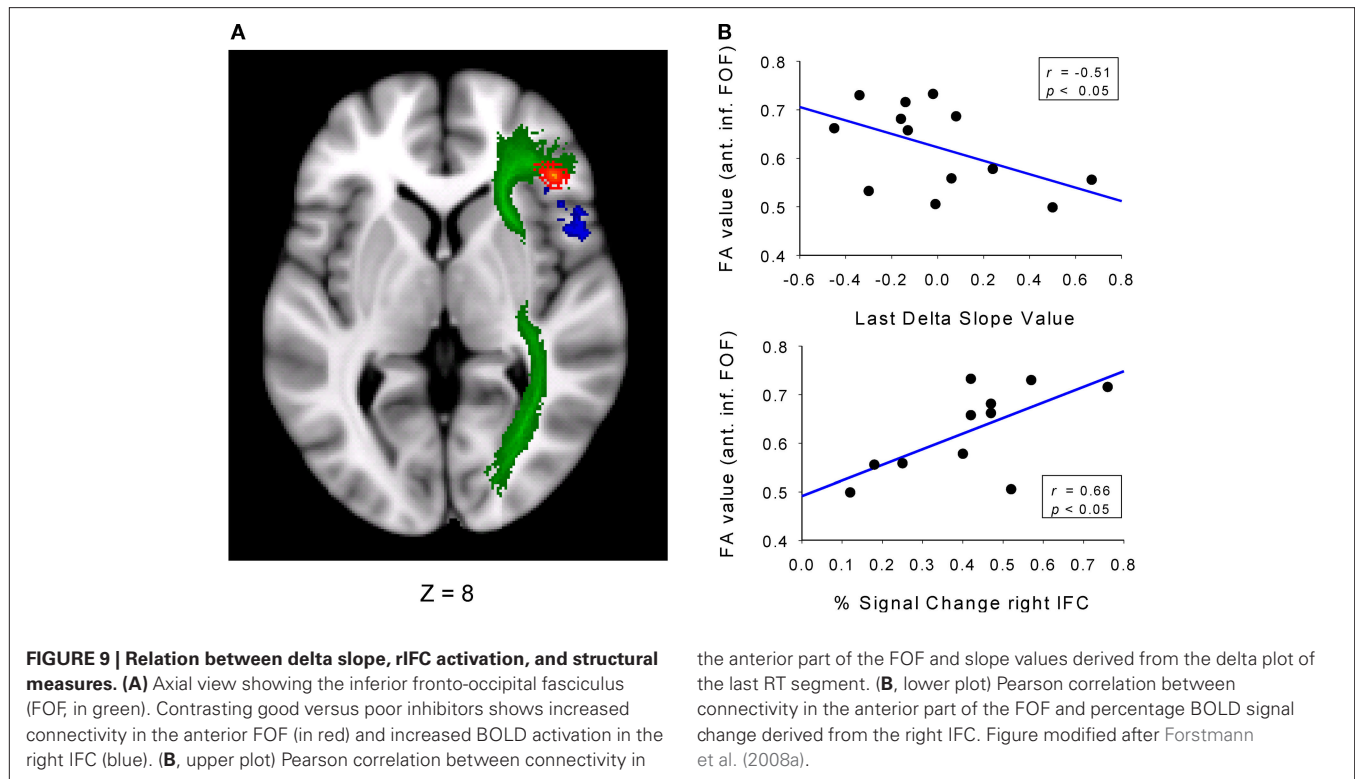 A
Z = 8
B
FA value (ant. inf. FOF)
0.8
0.7
0.6
0.5
0.4
r = -0.51
p < 0.05
-0.6 -0.4 -0.2 0.0 0.2 0.4 0.6 0.8
Last Delta Slope Value
FA value (ant. inf. FOF)
0.8
0.7
0.6
0.5
0.4
r = 0.66
p < 0.05
0.0 0.1 0.2 0.3 0.4 0.5 0.6 0.7 0.8
% Signal Change right IFC
FIGURE 9 | Relation between delta slope, rIFC activation, and structural
measures. (A) Axial view showing the inferior fronto-occipital fasciculus
(FOF, in green). Contrasting good versus poor inhibitors shows increased
connectivity in the anterior FOF (in red) and increased BOLD activation in the
right IFC (blue). (B, upper plot) Pearson correlation between connectivity in
the anterior part of the FOF and slope values derived from the delta plot of
the last RT segment. (B, lower plot) Pearson correlation between
connectivity in the anterior part of the FOF and percentage BOLD signal
change derived from the right IFC. Figure modified after Forstmann
et al. (2008a).